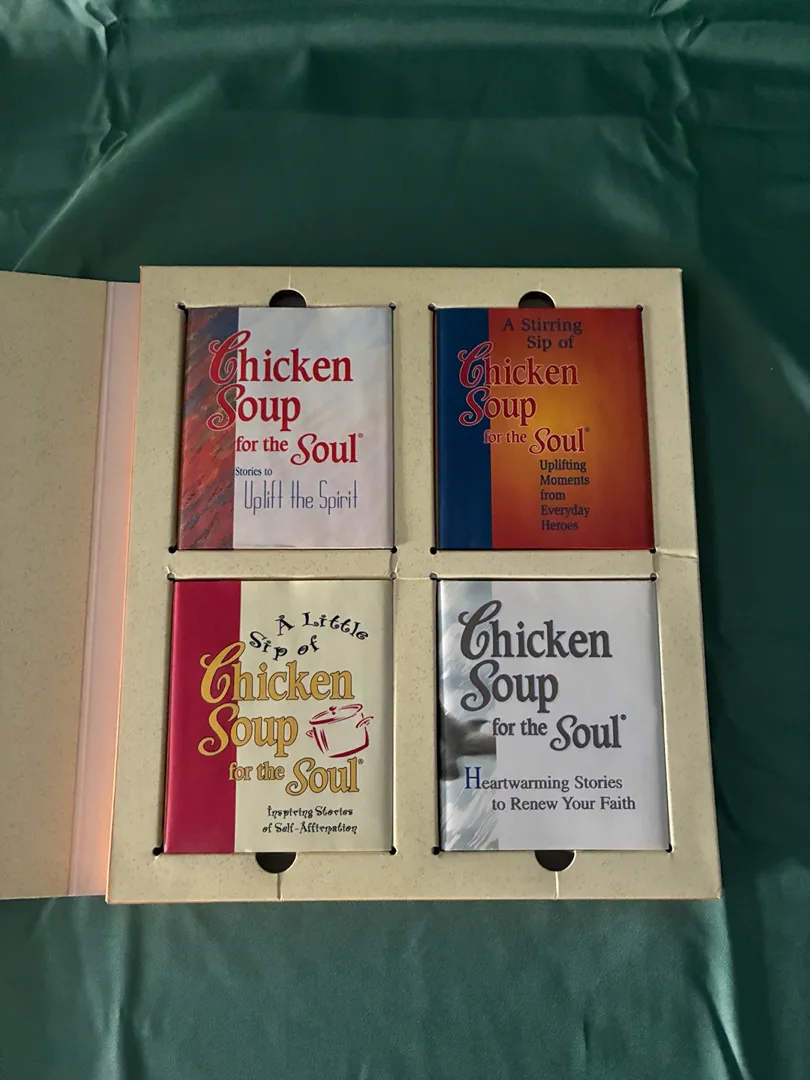 Chicken
Soup
for the Soul®
Stories to
Uplift the Spirit
A Stirring
Sip of
Chicken
Soup
for the Soul®
Uplifting
Moments
from
Everyday
Heroes
A Little
Sip of
Chicken
Soup
for the Soul®
Inspiring Stories
of Self-Affirmation
Chicken
Soup
for the Soul®
Heartwarming Stories
to Renew Your Faith